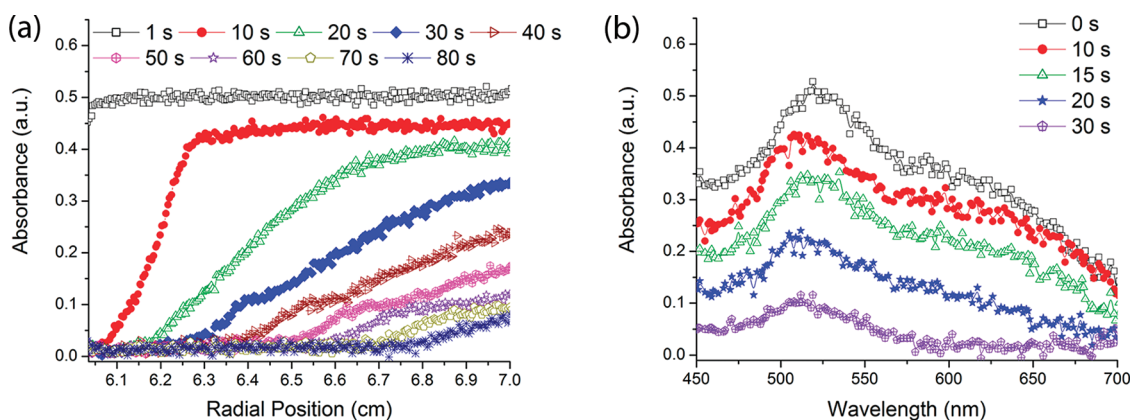 (a)
1 s 10 s 20 s 30 s 40 s
50 s 60 s 70 s 80 s
0.6
0.5
0.4
0.3
0.2
0.1
0.0
Absorbance (a.u.)
6.1 6.2 6.3 6.4 6.5 6.6 6.7 6.8 6.9 7.0
Radial Position (cm)
(b)
0 s
10 s
15 s
20 s
30 s
0.6
0.5
0.4
0.3
0.2
0.1
0.0
Absorbance (a.u.)
450 500 550 600 650 700
Wavelength (nm)